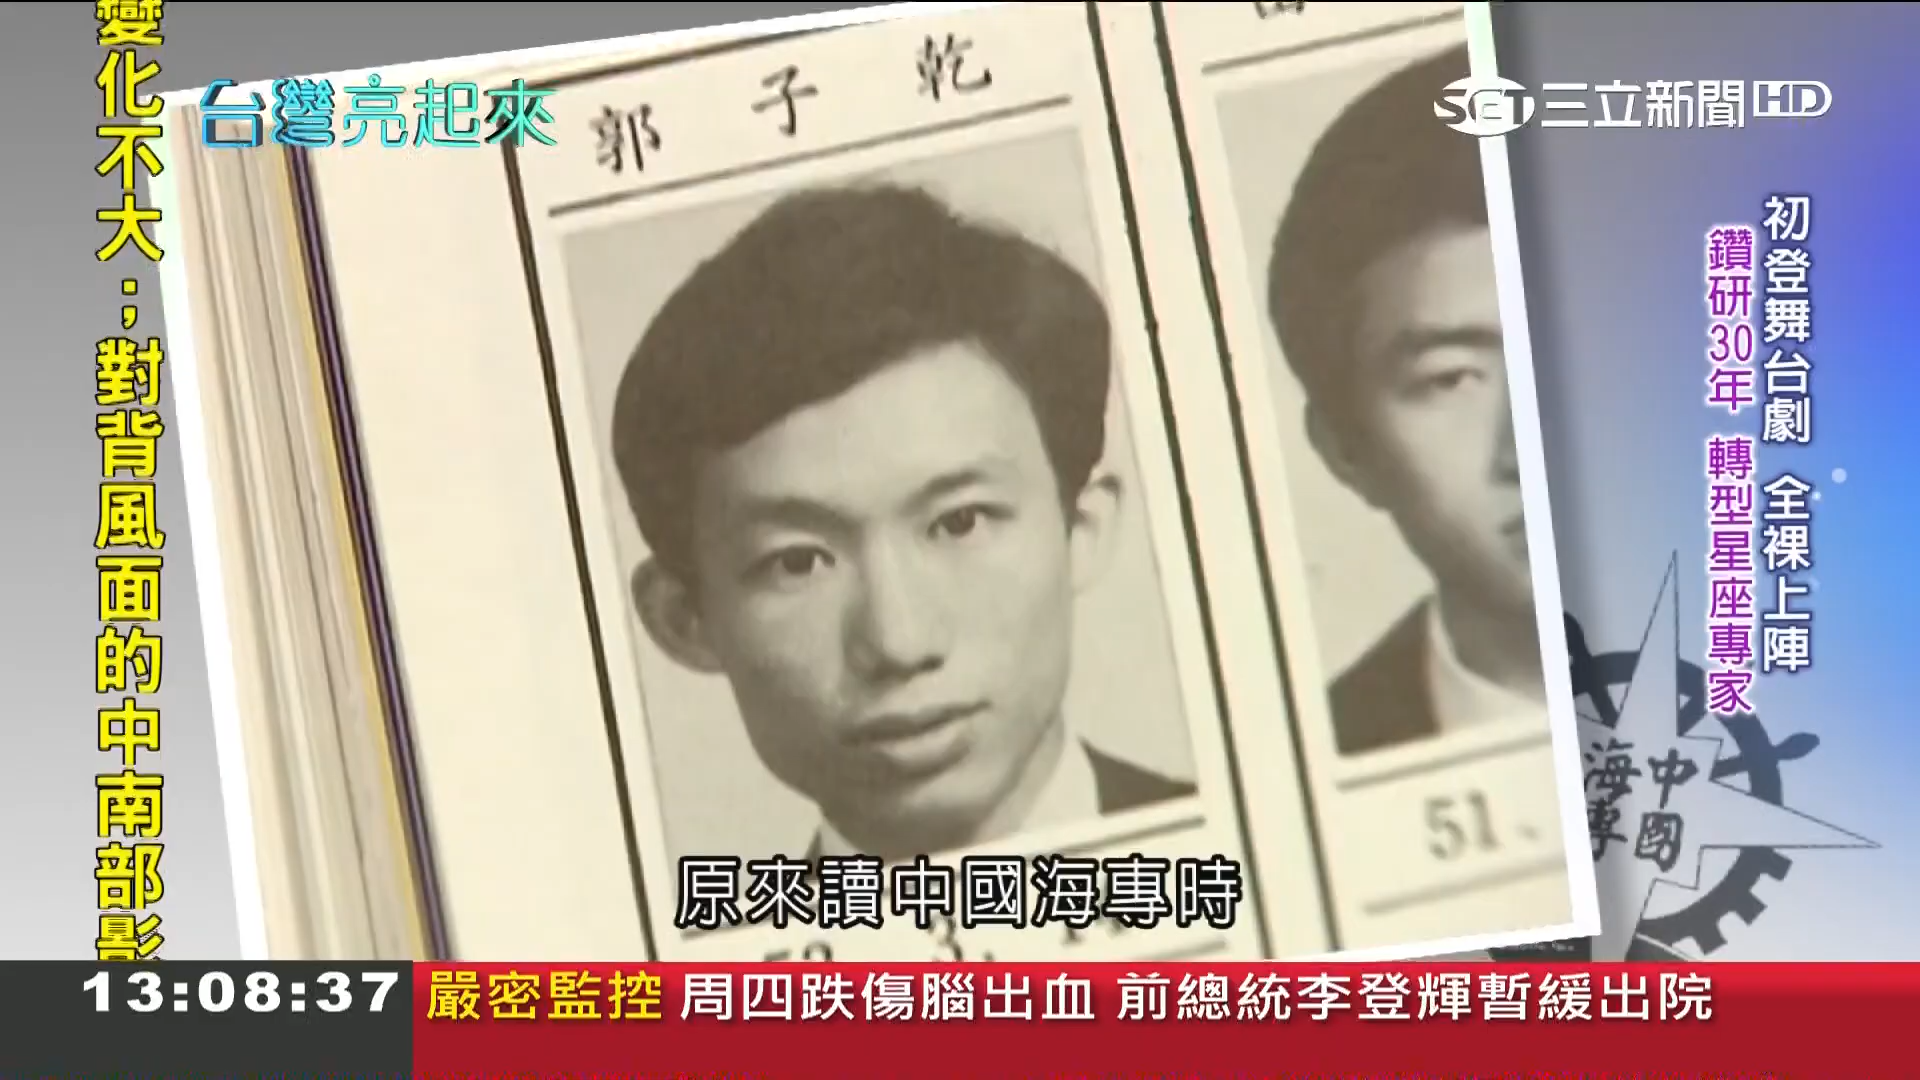 變化不大；對背風面的中南部影
台灣亮起來
郭子乾
SET三立新聞HD
初登舞台劇 全裸上陣
鑽研30年 轉型星座專家
51.
中國
海專
原來讀中國海專時
13:08:37
嚴密監控 周四跌傷腦出血 前總統李登輝暫緩出院